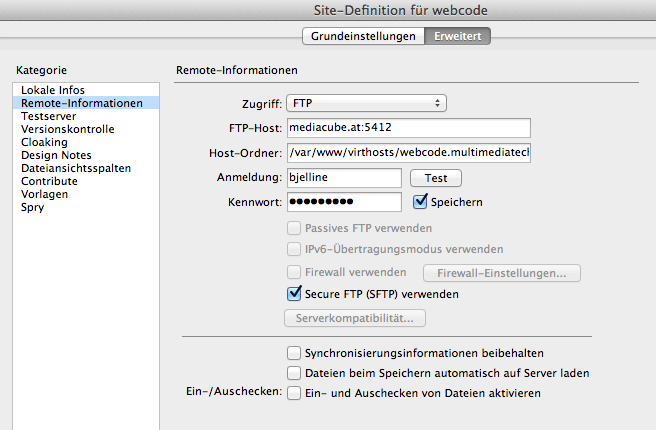 Site-Definition für webcode
Grundeinstellungen Erweitert
Kategorie
Lokale Infos
Remote-Informationen
Testserver
Versionskontrolle
Cloaking
Design Notes
Dateiansichtsspalten
Contribute
Vorlagen
Spry
Remote-Informationen
Zugriff: FTP
FTP-Host: mediacube.at:5412
Host-Ordner: /var/www/virthosts/webcode.multimediatecl
Anmeldung: bjelline Test
Kennwort: ●●●●●●●●● Speichern
Passives FTP verwenden
IPv6-Übertragungsmodus verwenden
Firewall verwenden Firewall-Einstellungen...
Secure FTP (SFTP) verwenden
Serverkompatibilität...
Synchronisierungsinformationen beibehalten
Dateien beim Speichern automatisch auf Server laden
Ein-/Auschecken: Ein- und Auschecken von Dateien aktivieren